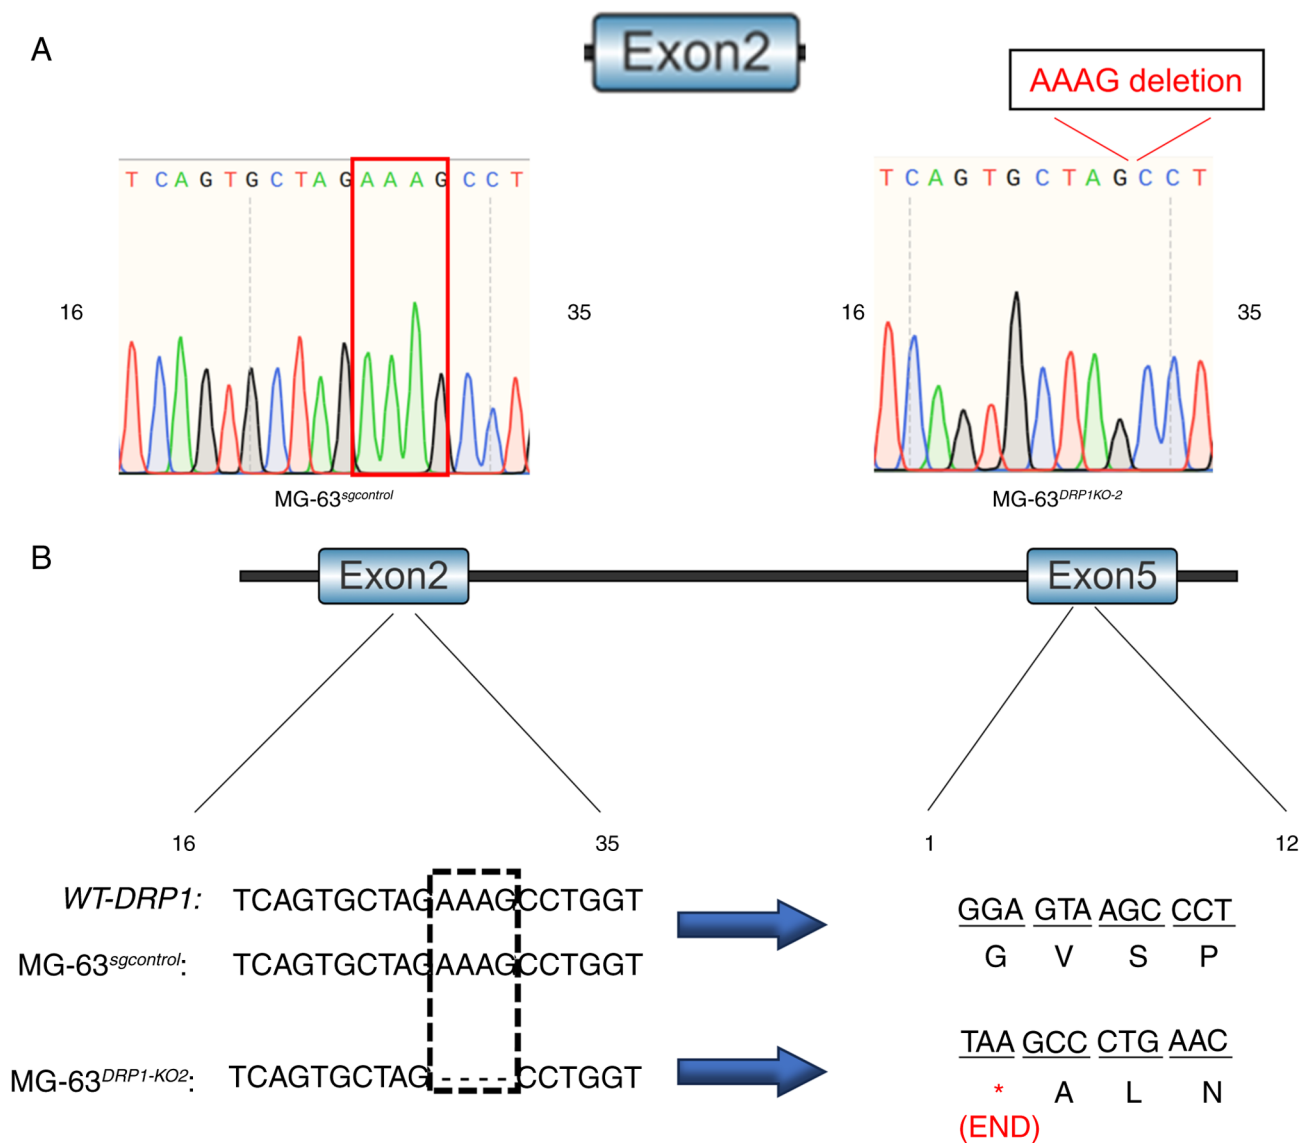 A
Exon2
AAAG deletion
T C A G T G C T A G A A A G C C T
T C A G T G C T A G C C T
16
35
16
35
MG-63sgcontrol
MG-63DRP1KO-2
B
Exon2
Exon5
16
35
1
12
WT-DRP1:
TCAGTGCTAGAAAGCCTGGT
GGA GTA AGC CCT
G V S P
MG-63sgcontrol:
TCAGTGCTAGAAAGCCTGGT
MG-63DRP1-KO2:
TCAGTGCTAG - - - - CCTGGT
TAA GCC CTG AAC
* A L N
(END)